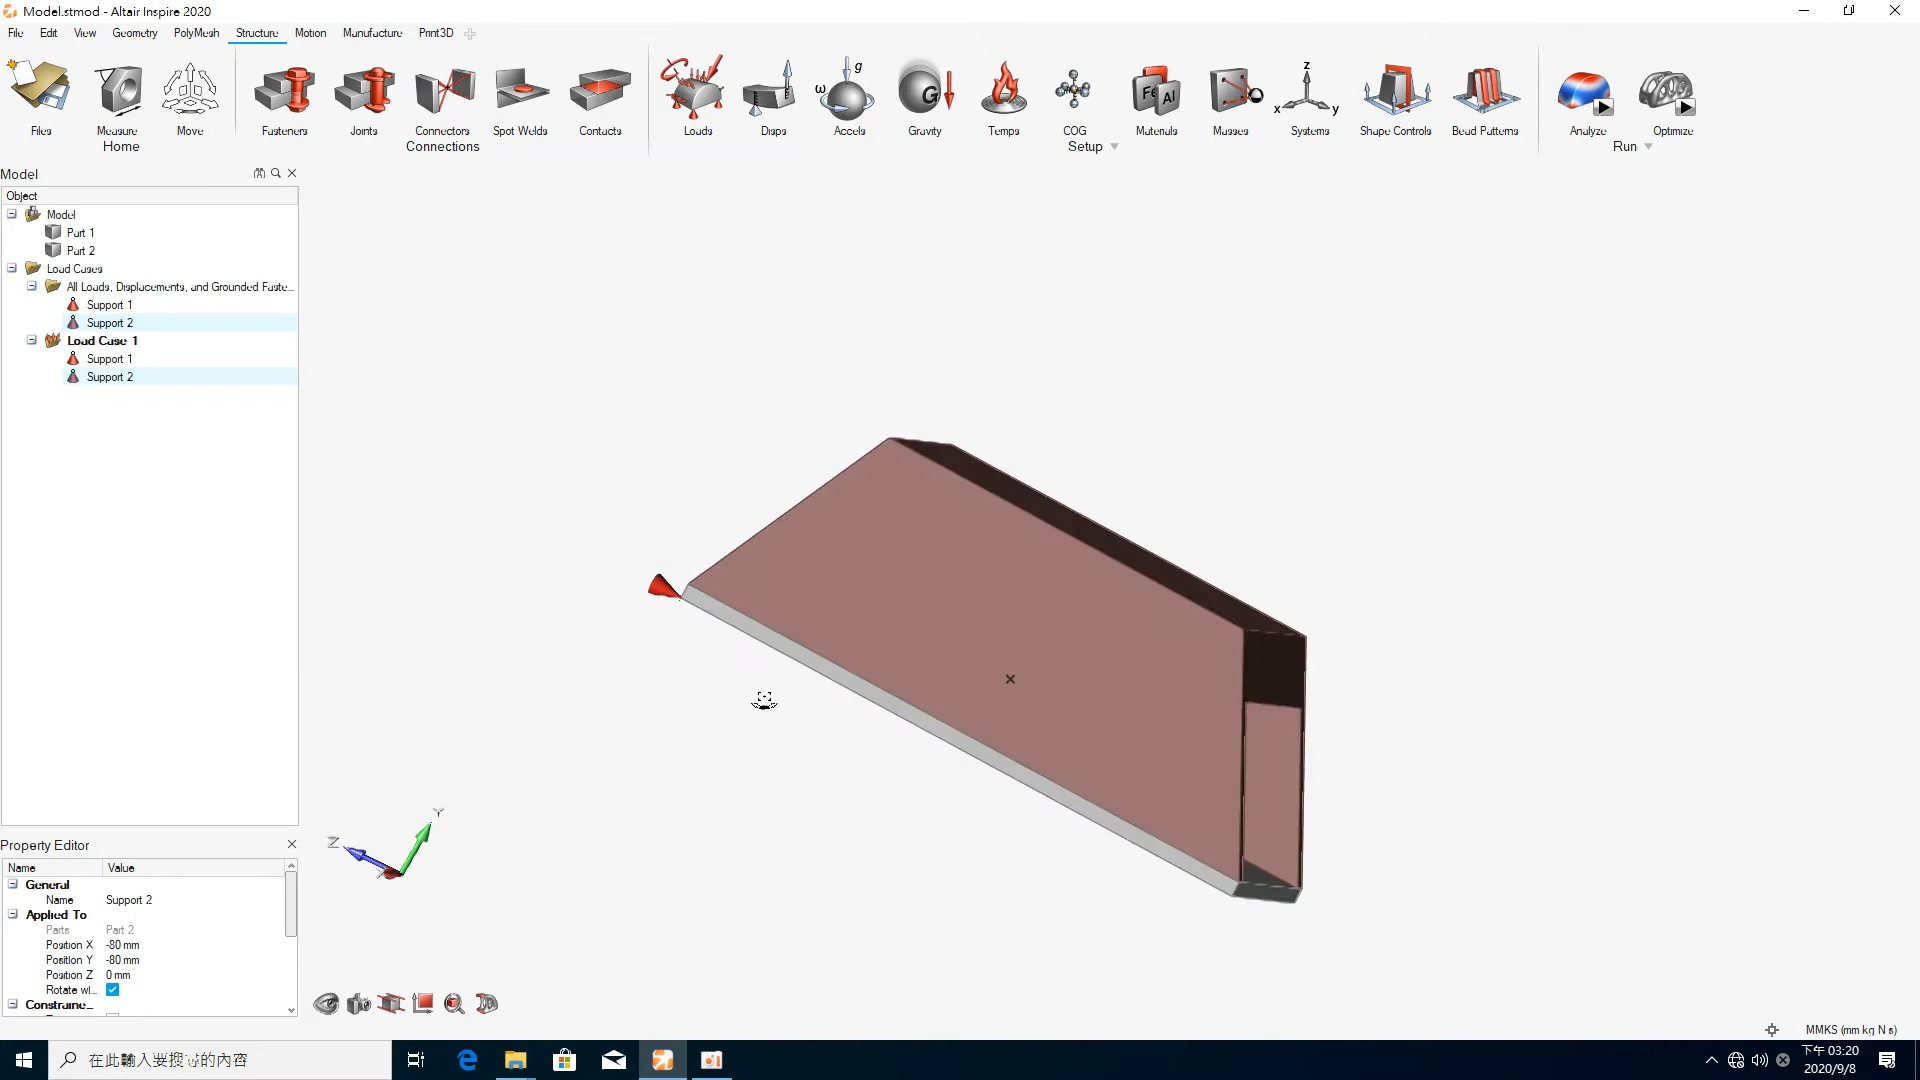 Model.stmod - Altair Inspire 2020
File Edit View Geometry PolyMesh Structure Motion Manufacture Print3D
G
g
ω
Fe Al
z
x y
Files Measure Move Fasteners Joints Connectors Spot Welds Contacts Loads Disps Accels Gravity Temps COG Materials Masses Systems Shape Controls Bead Patterns Analyze Optimize
Home Connections Setup Run
Model
Object
Model
Part 1
Part 2
Load Cases
All Loads, Displacements, and Grounded Faste...
Support 1
Support 2
Load Case 1
Support 1
Support 2
Y
Z
Property Editor
Name Value
General
Name Support 2
Applied To
Parts Part 2
Position X -80 mm
Position Y -80 mm
Position Z 0 mm
Rotate wi...
Constraine...
MMKS (mm kg N s)
在此輸入要搜尋的內容
下午 03:20
2020/9/8